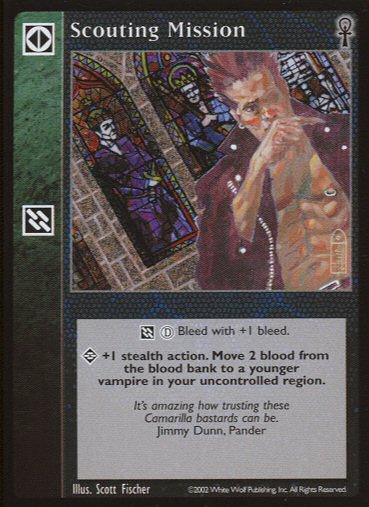 Scouting Mission
Bleed with +1 bleed.
+1 stealth action. Move 2 blood from
the blood bank to a younger
vampire in your uncontrolled region.
It's amazing how trusting these
Camarilla bastards can be.
Jimmy Dunn, Pander
Illus. Scott Fischer
©2002 White Wolf Publishing, Inc. All Rights Reserved.